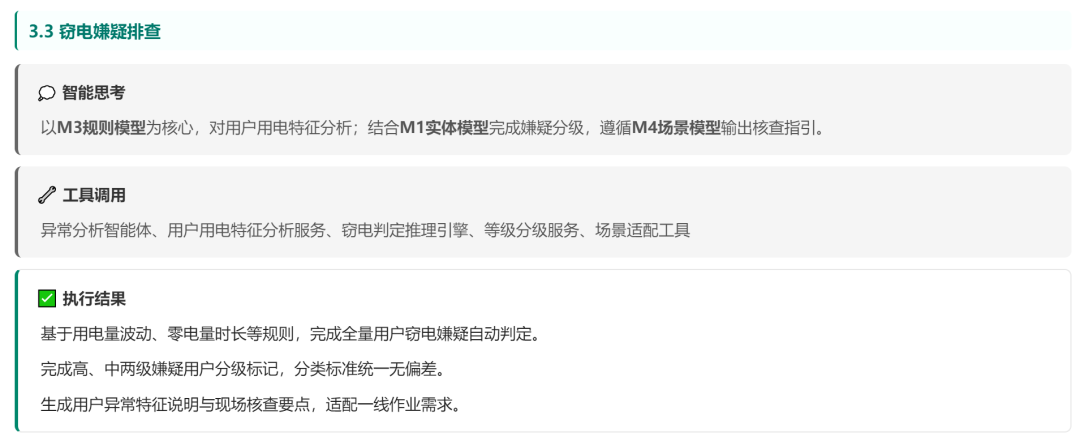 3.3 窃电嫌疑排查
智能思考
以M3规则模型为核心，对用户用电特征分析；结合M1实体模型完成嫌疑分级，遵循M4场景模型输出核查指引。
工具调用
异常分析智能体、用户用电特征分析服务、窃电判定推理引擎、等级分级服务、场景适配工具
执行结果
基于用电量波动、零电量时长等规则，完成全量用户窃电嫌疑自动判定。
完成高、中两级嫌疑用户分级标记，分类标准统一无偏差。
生成用户异常特征说明与现场核查要点，适配一线作业需求。